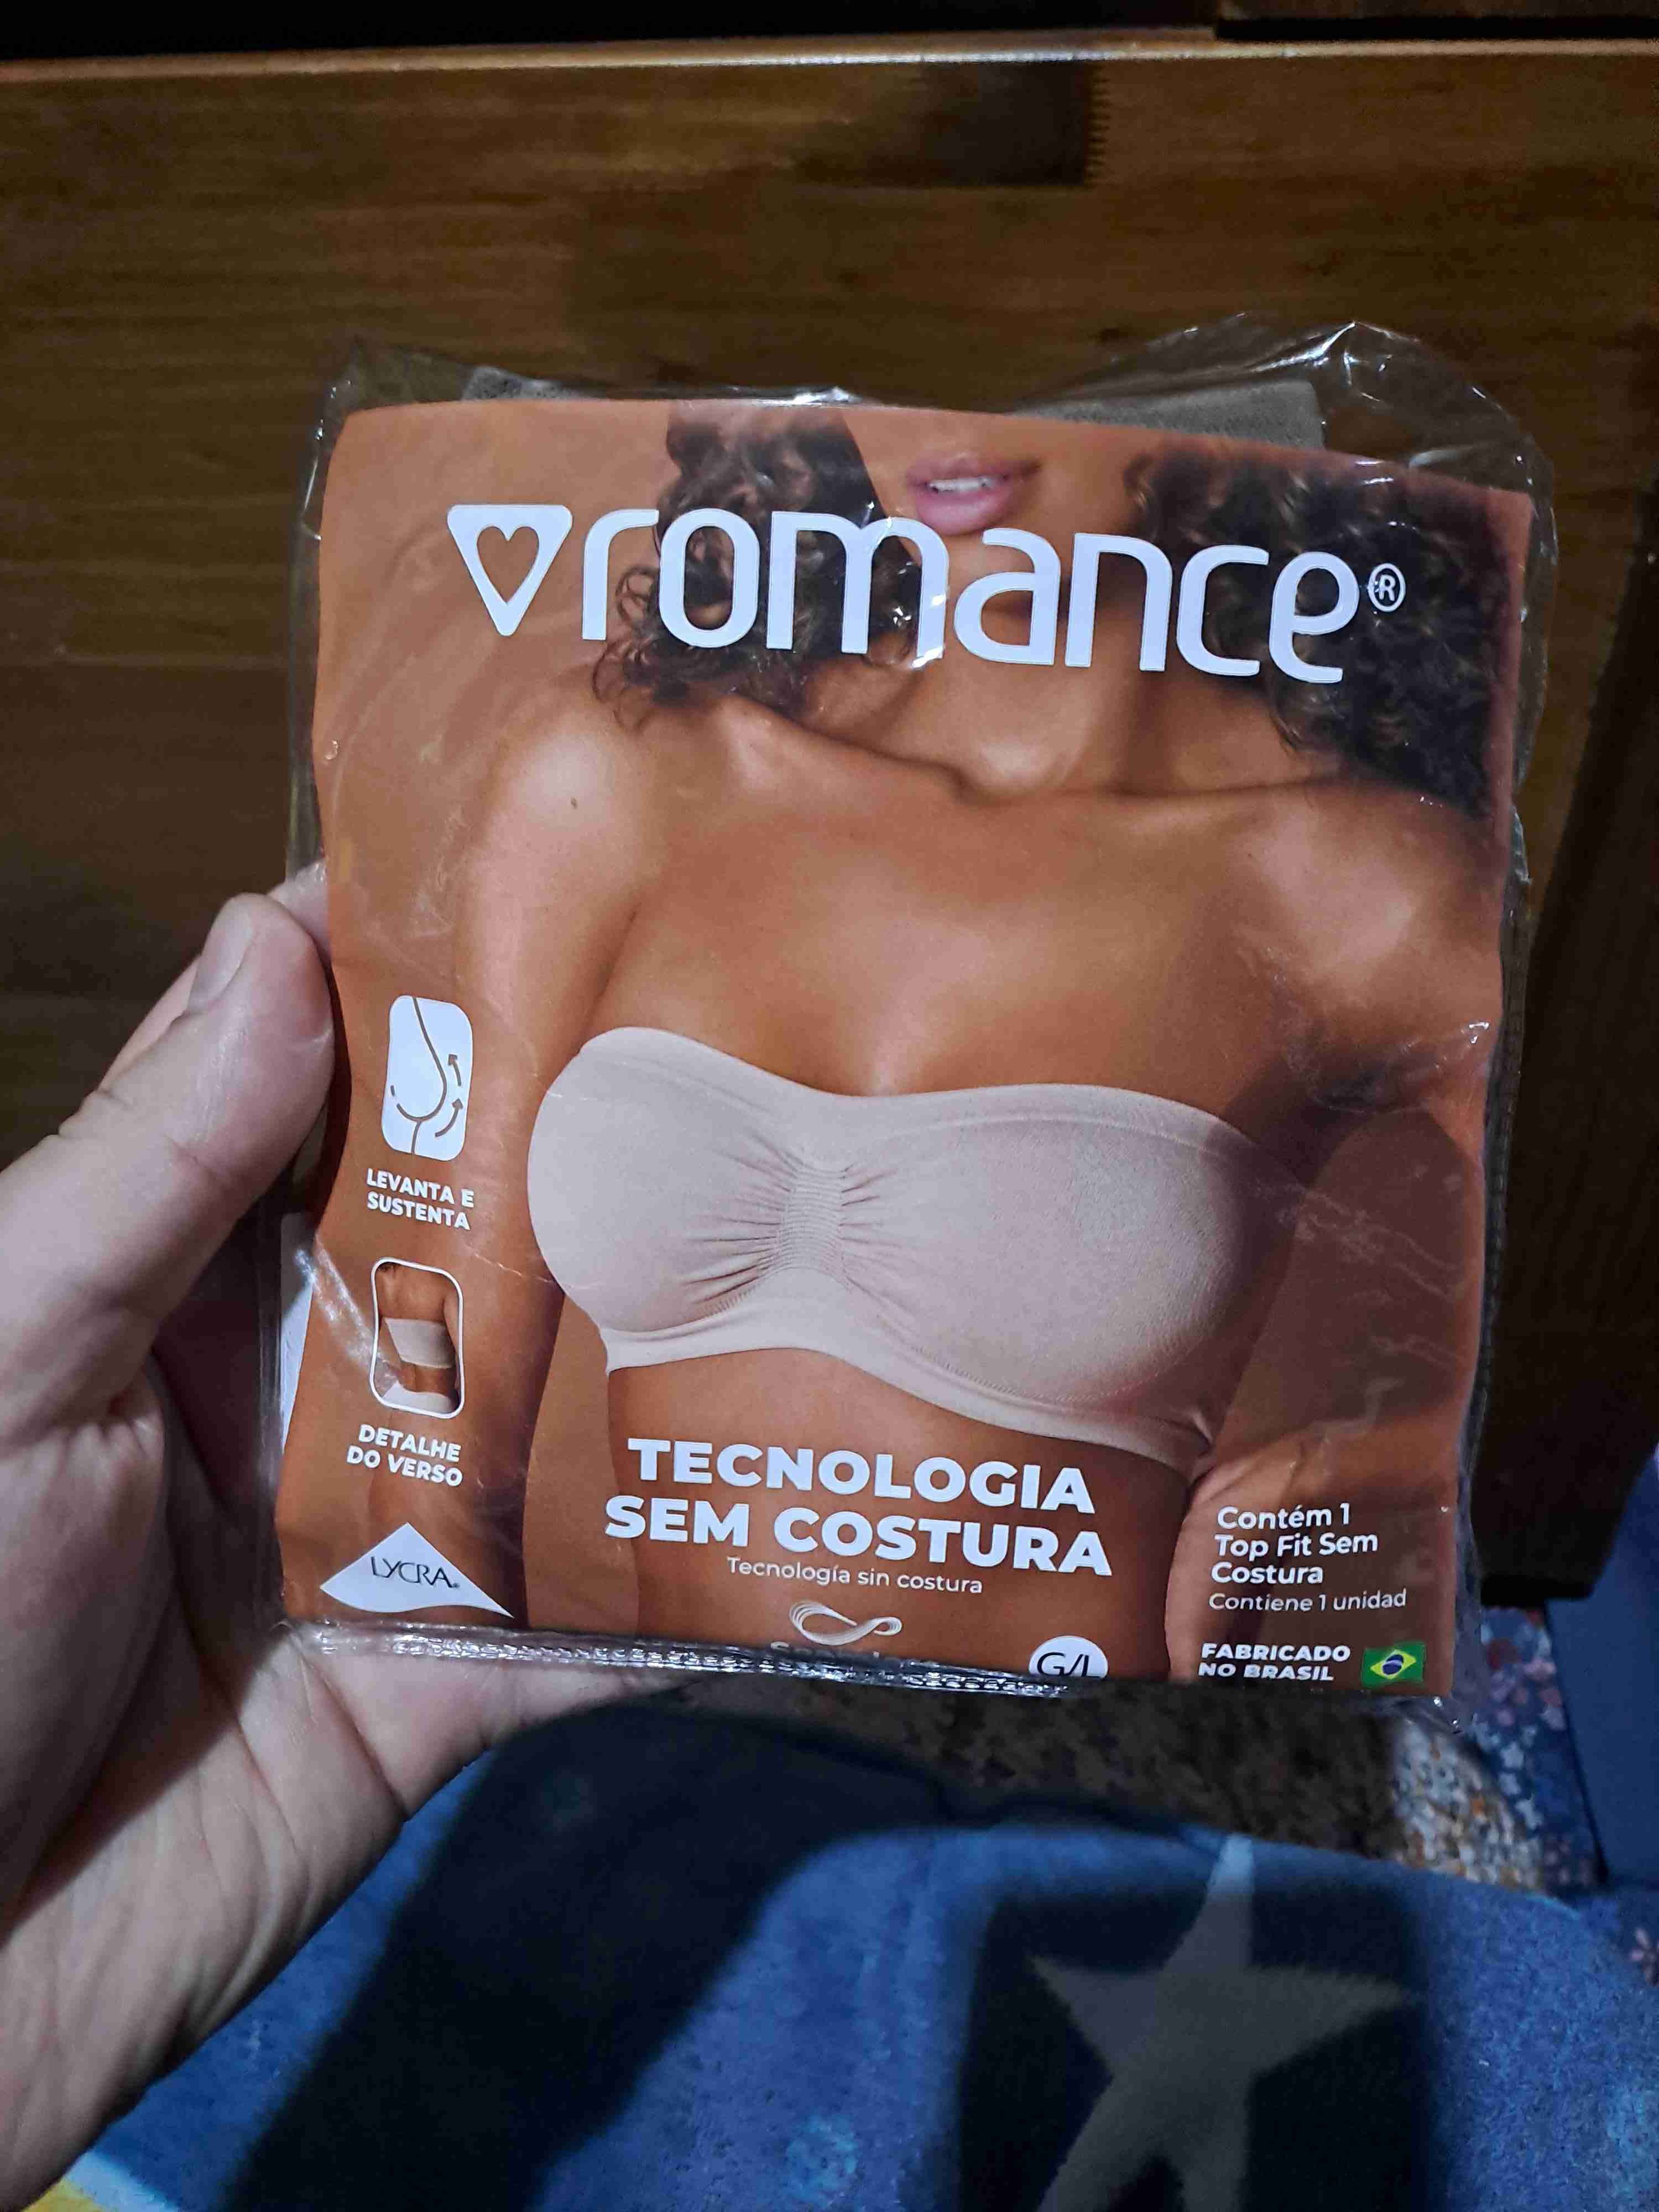 romance®
LEVANTA E
SUSTENTA
DETALHE
DO VERSO
LYCRA®
TECNOLOGIA
SEM COSTURA
Tecnología sin costura
G/L
Contém 1
Top Fit Sem
Costura
Contiene 1 unidad
FABRICADO
NO BRASIL